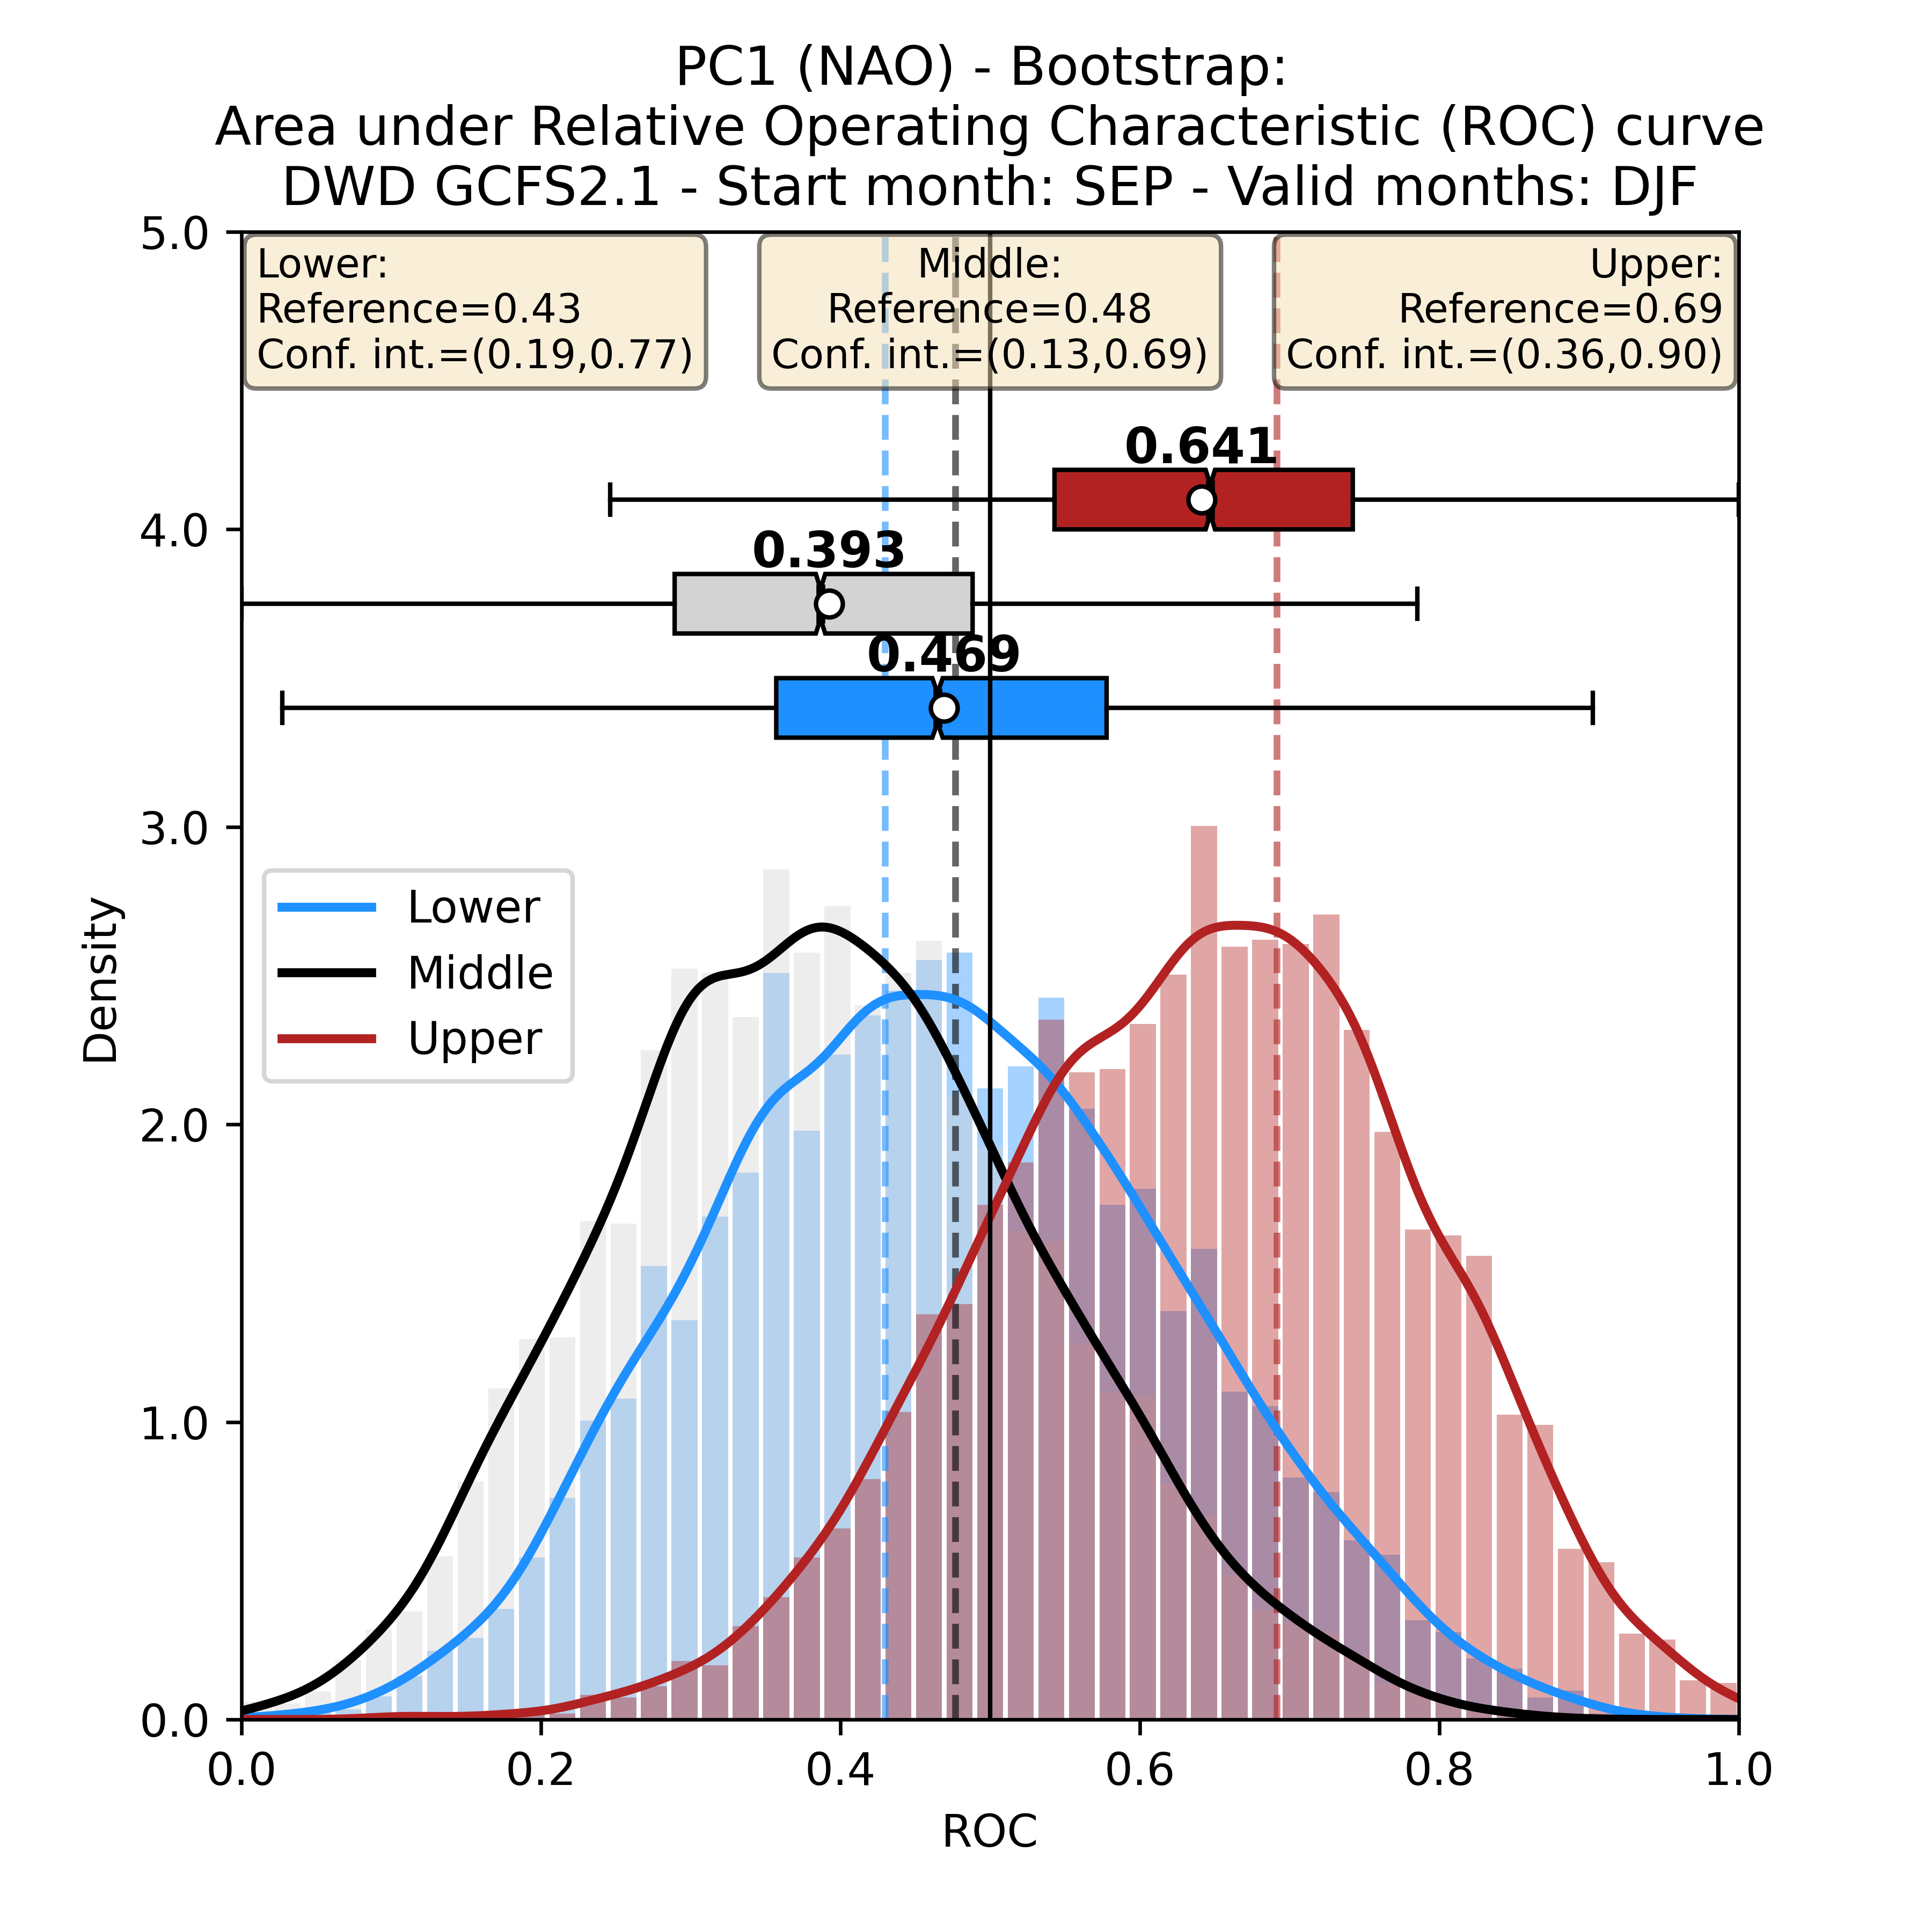 PC1 (NAO) - Bootstrap:
Area under Relative Operating Characteristic (ROC) curve
DWD GCFS2.1 - Start month: SEP - Valid months: DJF
Lower:
Reference=0.43
Conf. int.=(0.19,0.77)
Middle:
Reference=0.48
Conf. int.=(0.13,0.69)
Upper:
Reference=0.69
Conf. int.=(0.36,0.90)
0.641
0.393
0.469
Lower
Middle
Upper
Density
5.0
4.0
3.0
2.0
1.0
0.0
0.0 0.2 0.4 0.6 0.8 1.0
ROC